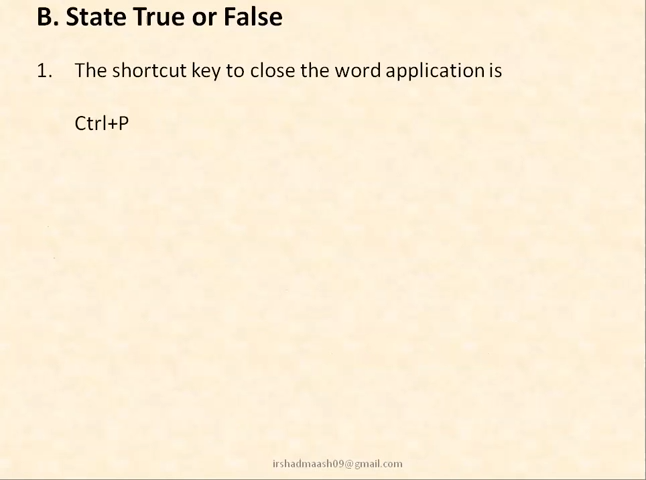 B. State True or False
1. The shortcut key to close the word application is
Ctrl+P
irshadmaash09@gmail.com